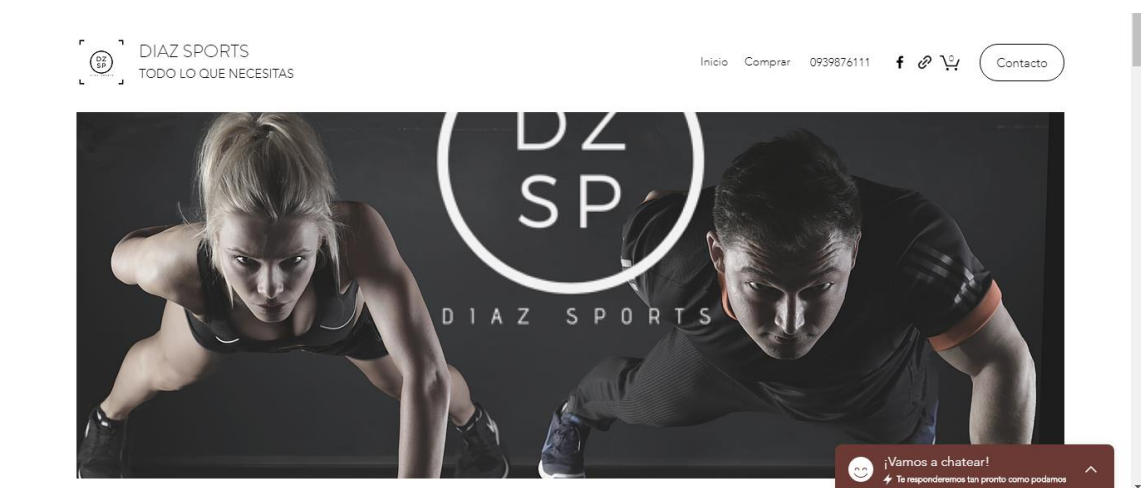 DZ
SP
DIAZ SPORTS
TODO LO QUE NECESITAS
Inicio Comprar 0939876111 0 Contacto
DZ
SP
DIAZ SPORTS
¡Vamos a chatear!
Te responderemos tan pronto como podamos